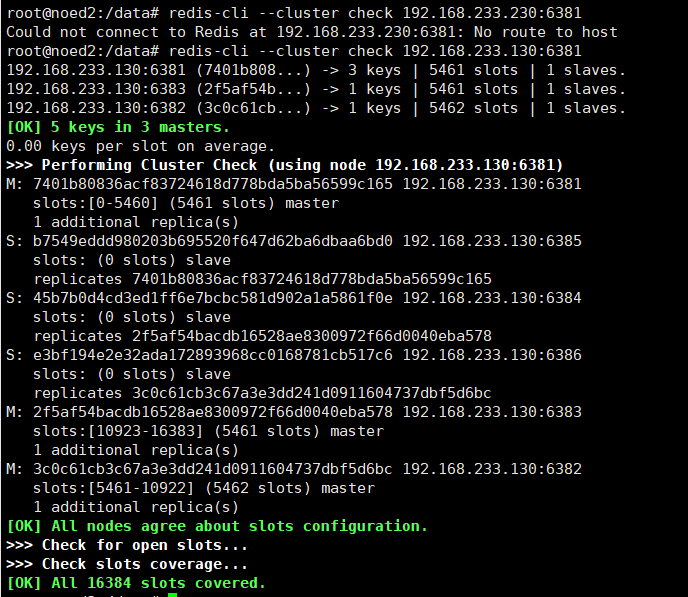 root@noed2:/data# redis-cli --cluster check 192.168.233.230:6381
Could not connect to Redis at 192.168.233.230:6381: No route to host
root@noed2:/data# redis-cli --cluster check 192.168.233.130:6381
192.168.233.130:6381 (7401b808...) -> 3 keys | 5461 slots | 1 slaves.
192.168.233.130:6383 (2f5af54b...) -> 1 keys | 5461 slots | 1 slaves.
192.168.233.130:6382 (3c0c61cb...) -> 1 keys | 5462 slots | 1 slaves.
[OK] 5 keys in 3 masters.
0.00 keys per slot on average.
>>> Performing Cluster Check (using node 192.168.233.130:6381)
M: 7401b80836acf83724618d778bda5ba56599c165 192.168.233.130:6381
   slots:[0-5460] (5461 slots) master
   1 additional replica(s)
S: b7549eddd980203b695520f647d62ba6dbaa6bd0 192.168.233.130:6385
   slots: (0 slots) slave
   replicates 7401b80836acf83724618d778bda5ba56599c165
S: 45b7b0d4cd3ed1ff6e7bcbc581d902a1a5861f0e 192.168.233.130:6384
   slots: (0 slots) slave
   replicates 2f5af54bacdb16528ae8300972f66d0040eba578
S: e3bf194e2e32ada172893968cc0168781cb517c6 192.168.233.130:6386
   slots: (0 slots) slave
   replicates 3c0c61cb3c67a3e3dd241d0911604737dbf5d6bc
M: 2f5af54bacdb16528ae8300972f66d0040eba578 192.168.233.130:6383
   slots:[10923-16383] (5461 slots) master
   1 additional replica(s)
M: 3c0c61cb3c67a3e3dd241d0911604737dbf5d6bc 192.168.233.130:6382
   slots:[5461-10922] (5462 slots) master
   1 additional replica(s)
[OK] All nodes agree about slots configuration.
>>> Check for open slots...
>>> Check slots coverage...
[OK] All 16384 slots covered.